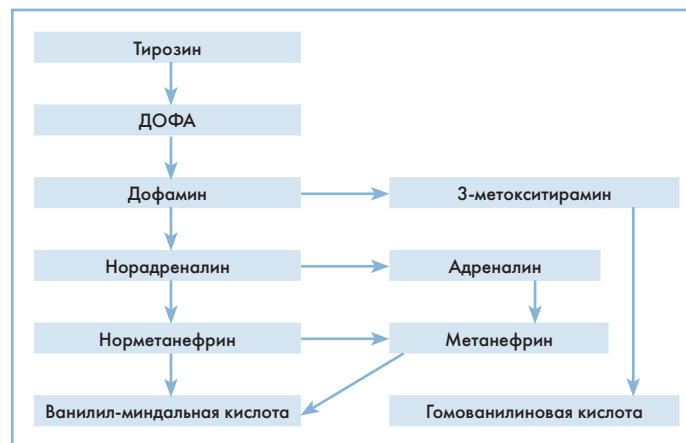 Тирозин
ДОФА
Дофамин
3-метокситирамин
Норадреналин
Адреналин
Норметанефрин
Метанефрин
Ванилил-миндальная кислота
Гомованилиновая кислота